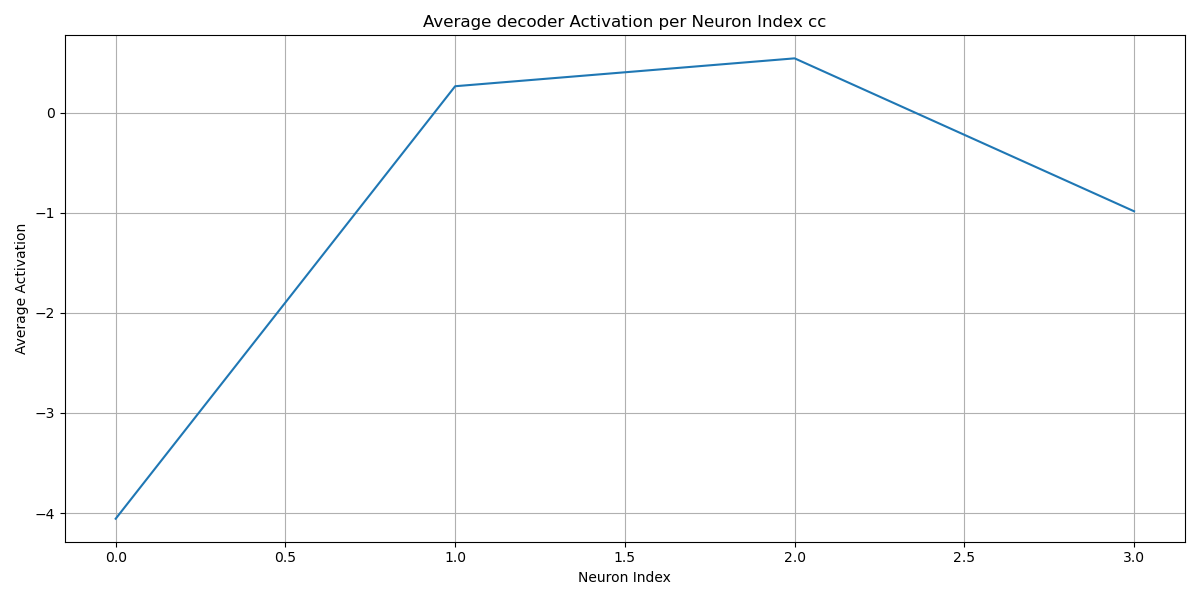 Average decoder Activation per Neuron Index cc
Average Activation
0
−1
−2
−3
−4
0.0 0.5 1.0 1.5 2.0 2.5 3.0
Neuron Index